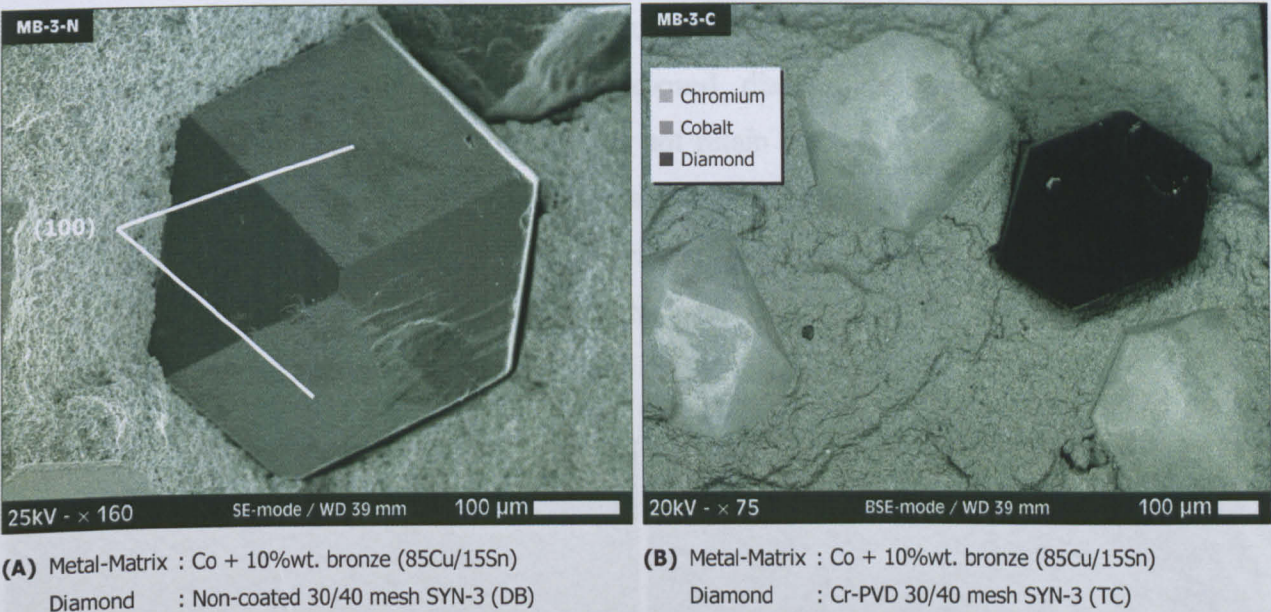 MB-3-N
(100)
25kV - × 160
SE-mode / WD 39 mm
100 µm
MB-3-C
Chromium
Cobalt
Diamond
20kV - × 75
BSE-mode / WD 39 mm
100 µm
(A) Metal-Matrix : Co + 10%wt. bronze (85Cu/15Sn)
Diamond : Non-coated 30/40 mesh SYN-3 (DB)
(B) Metal-Matrix : Co + 10%wt. bronze (85Cu/15Sn)
Diamond : Cr-PVD 30/40 mesh SYN-3 (TC)